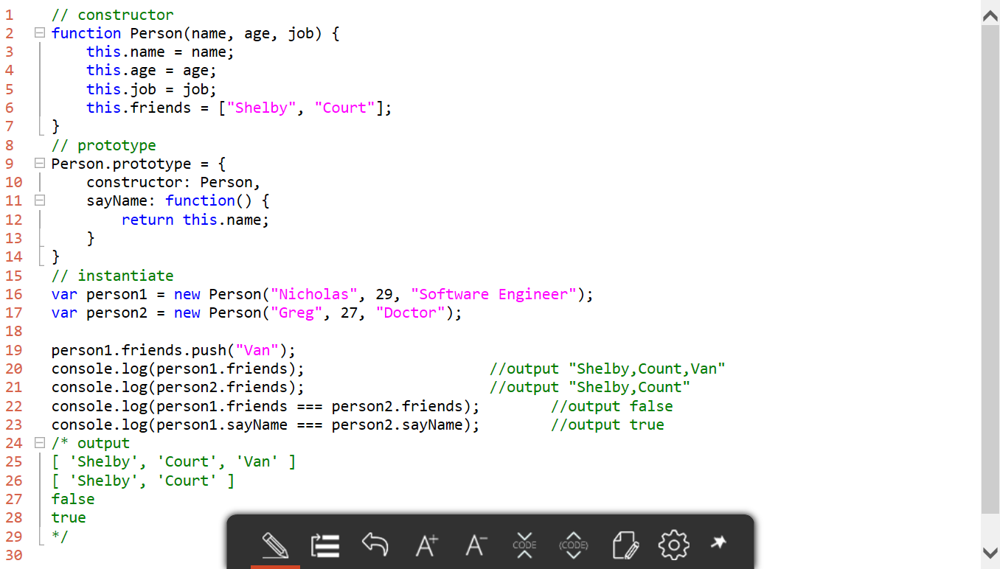 1 // constructor
2 function Person(name, age, job) {
3     this.name = name;
4     this.age = age;
5     this.job = job;
6     this.friends = ["Shelby", "Court"];
7 }
8 // prototype
9 Person.prototype = {
10     constructor: Person,
11     sayName: function() {
12         return this.name;
13     }
14 }
15 // instantiate
16 var person1 = new Person("Nicholas", 29, "Software Engineer");
17 var person2 = new Person("Greg", 27, "Doctor");
18
19 person1.friends.push("Van");
20 console.log(person1.friends); //output "Shelby,Count,Van"
21 console.log(person2.friends); //output "Shelby,Count"
22 console.log(person1.friends === person2.friends); //output false
23 console.log(person1.sayName === person2.sayName); //output true
24 /* output
25 [ 'Shelby', 'Court', 'Van' ]
26 [ 'Shelby', 'Court' ]
27 false
28 true
29 */
30
A+ A- CODE (CODE)